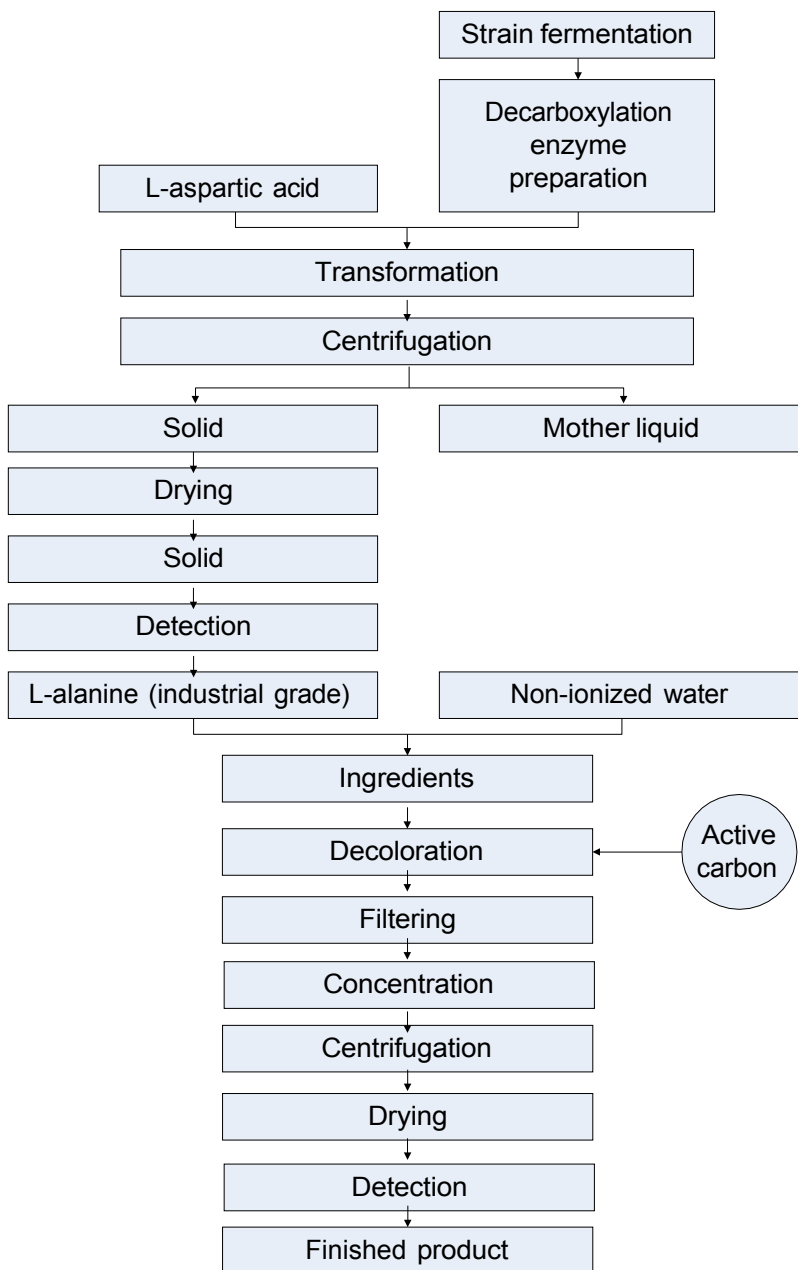 Strain fermentation
Decarboxylation
enzyme
preparation
L-aspartic acid
Transformation
Centrifugation
Solid
Mother liquid
Drying
Solid
Detection
L-alanine (industrial grade)
Non-ionized water
Ingredients
Decoloration
Active
carbon
Filtering
Concentration
Centrifugation
Drying
Detection
Finished product